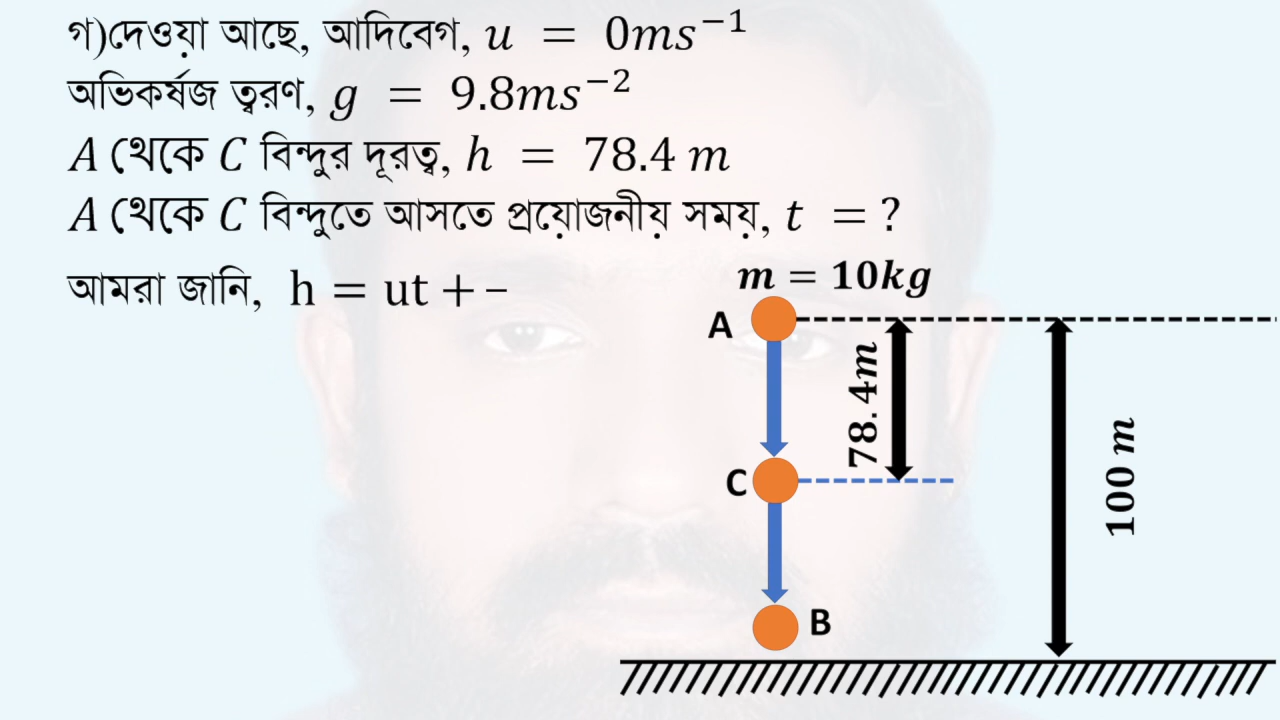 গ)দেওয়া আছে, আদিবেগ, u = 0ms⁻¹
অভিকর্ষজ ত্বরণ, g = 9.8ms⁻²
A থেকে C বিন্দুর দূরত্ব, h = 78.4 m
A থেকে C বিন্দুতে আসতে প্রয়োজনীয় সময়, t = ?
আমরা জানি, h = ut + –
m = 10kg
A
78.4m
C
100 m
B